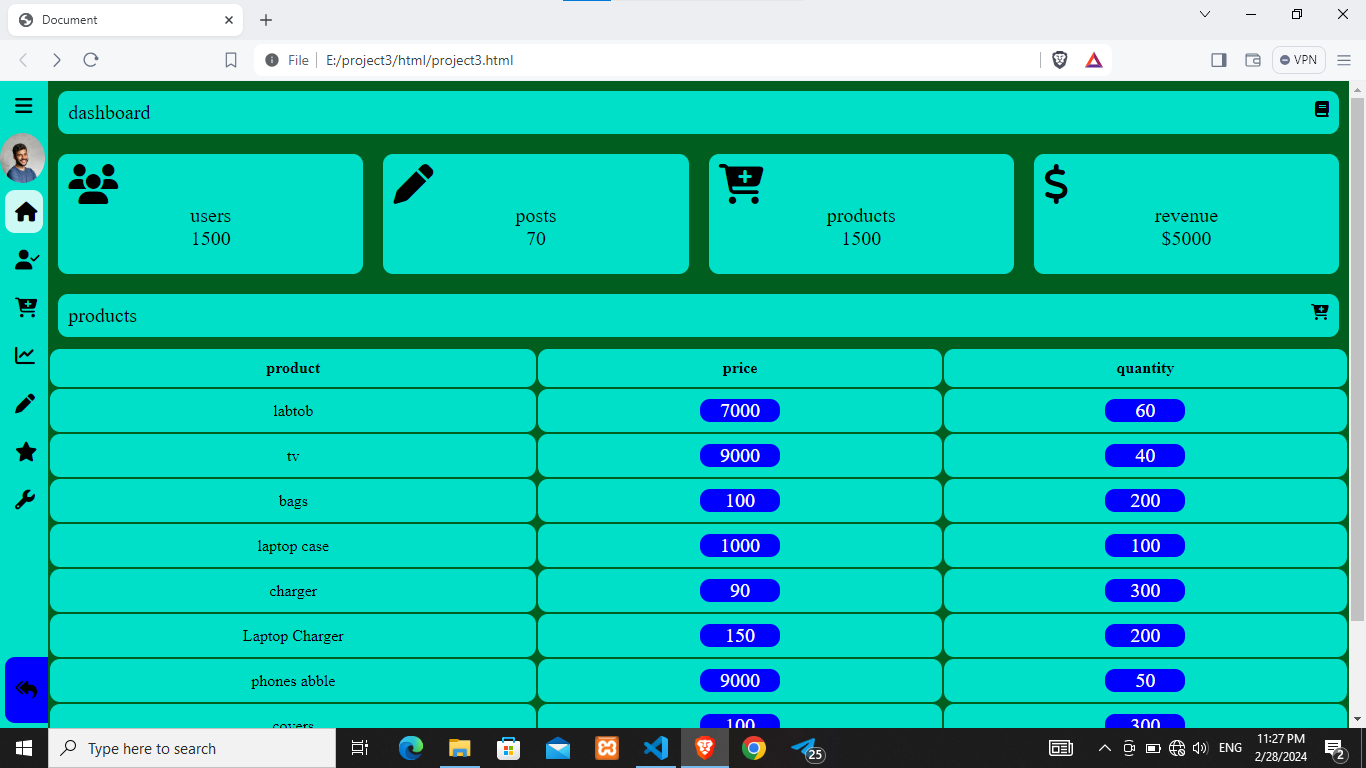 Document
File
E:/project3/html/project3.html
VPN
dashboard
users
1500
posts
70
products
1500
revenue
$5000
products
product price quantity
labtob 7000 60
tv 9000 40
bags 100 200
laptop case 1000 100
charger 90 300
Laptop Charger 150 200
phones abble 9000 50
covers 100 300
Type here to search
25
ENG
11:27 PM
2/28/2024
2